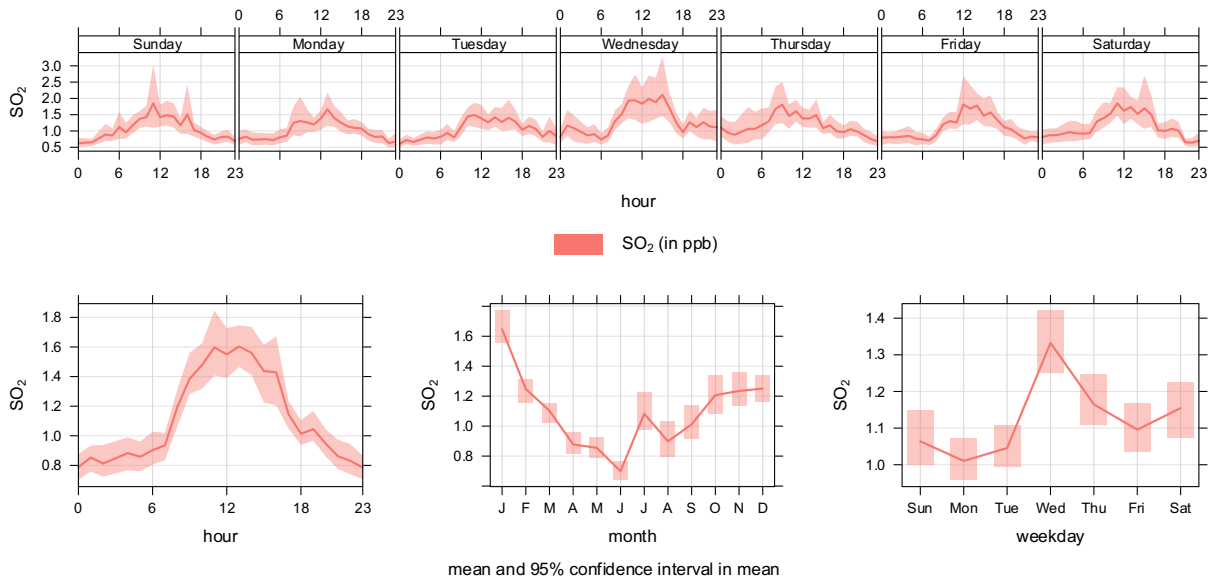 0 6 12 18 23 0 6 12 18 23 0 6 12 18 23
Sunday Monday Tuesday Wednesday Thursday Friday Saturday
SO2
3.0
2.5
2.0
1.5
1.0
0.5
0 6 12 18 23 0 6 12 18 23 0 6 12 18 23 0 6 12 18 23
hour
SO2 (in ppb)
SO2
1.8
1.6
1.4
1.2
1.0
0.8
0 6 12 18 23
hour
SO2
1.6
1.4
1.2
1.0
0.8
J F M A M J J A S O N D
month
SO2
1.4
1.3
1.2
1.1
1.0
Sun Mon Tue Wed Thu Fri Sat
weekday
mean and 95% confidence interval in mean